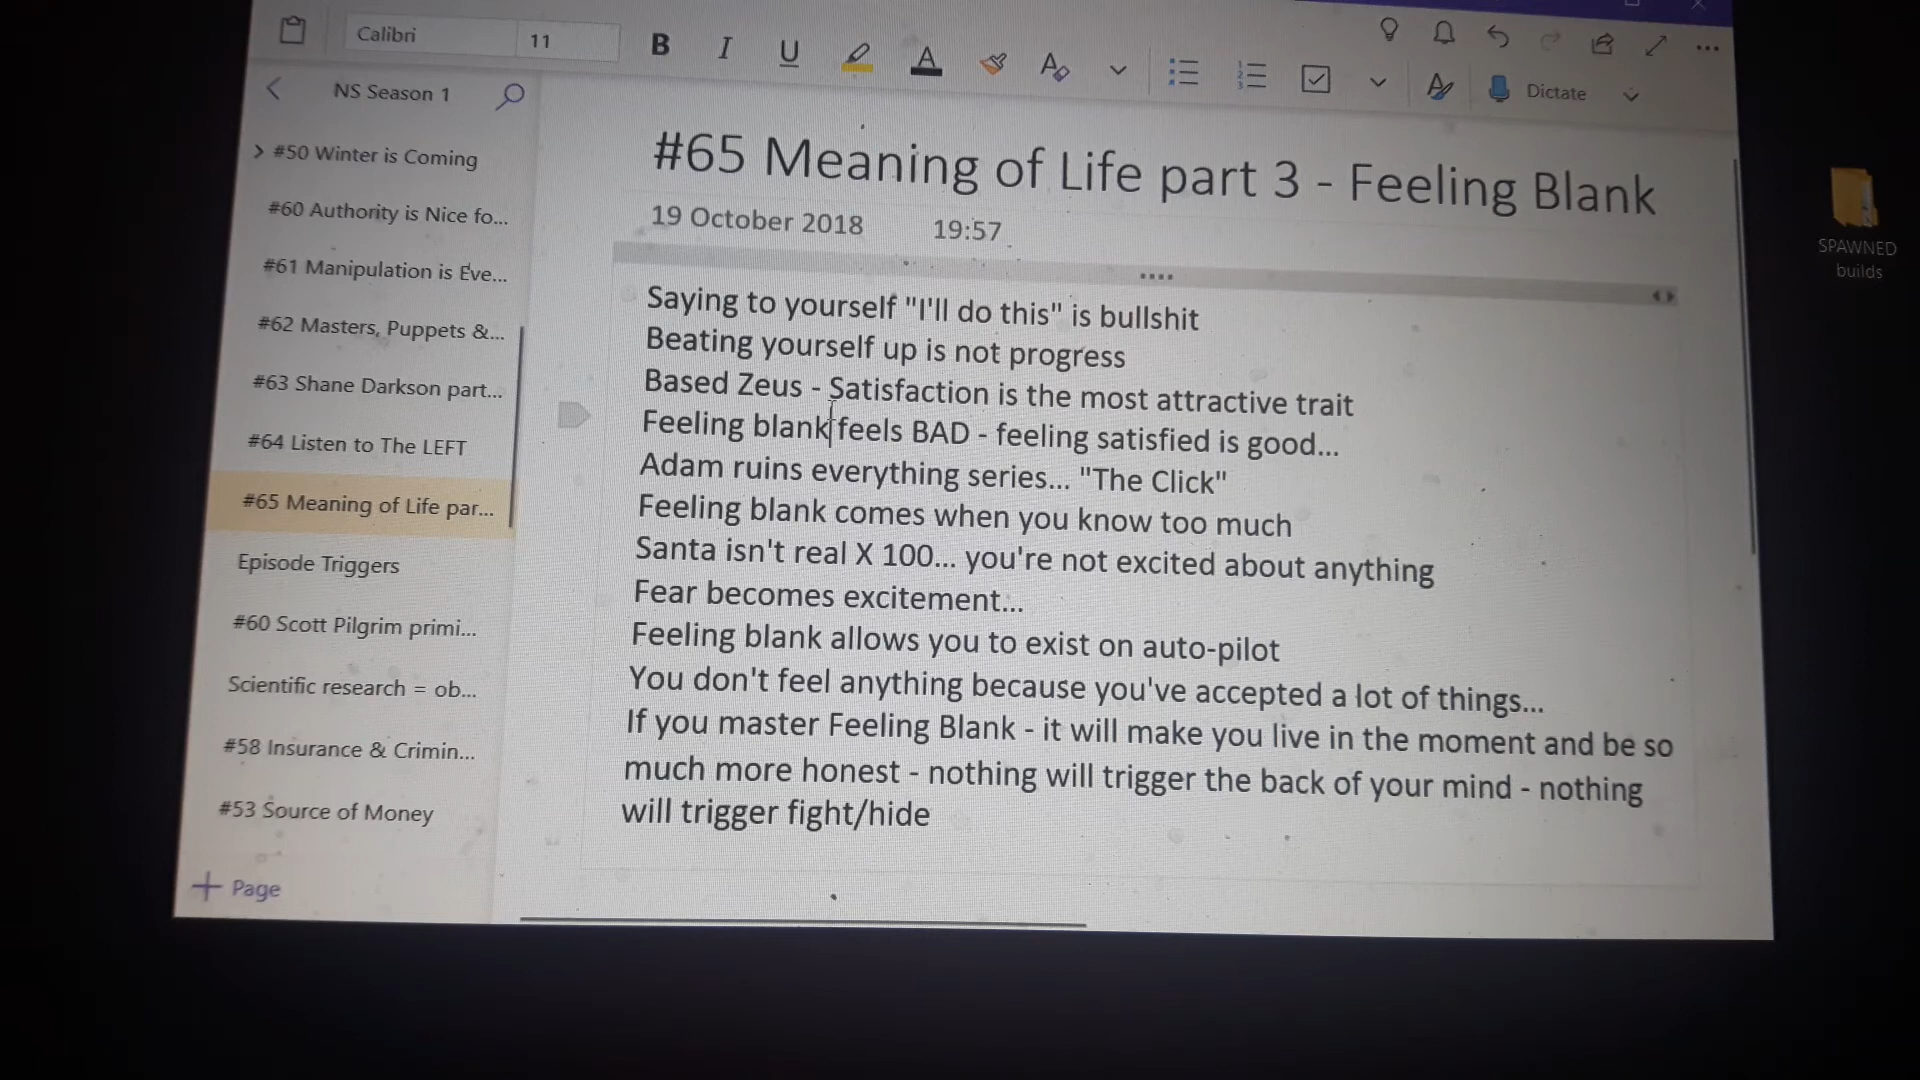 Calibri
11
B
I
U
A
A
Dictate
NS Season 1
#50 Winter is Coming
#60 Authority is Nice fo...
#61 Manipulation is Eve...
#62 Masters, Puppets &...
#63 Shane Darkson part...
#64 Listen to The LEFT
#65 Meaning of Life par...
Episode Triggers
#60 Scott Pilgrim primi...
Scientific research = ob...
#58 Insurance & Crimin...
#53 Source of Money
Page
#65 Meaning of Life part 3 - Feeling Blank
19 October 2018 19:57
Saying to yourself "I'll do this" is bullshit
Beating yourself up is not progress
Based Zeus - Satisfaction is the most attractive trait
Feeling blank feels BAD - feeling satisfied is good...
Adam ruins everything series... "The Click"
Feeling blank comes when you know too much
Santa isn't real X 100... you're not excited about anything
Fear becomes excitement...
Feeling blank allows you to exist on auto-pilot
You don't feel anything because you've accepted a lot of things...
If you master Feeling Blank - it will make you live in the moment and be so
much more honest - nothing will trigger the back of your mind - nothing
will trigger fight/hide
SPAWNED
builds